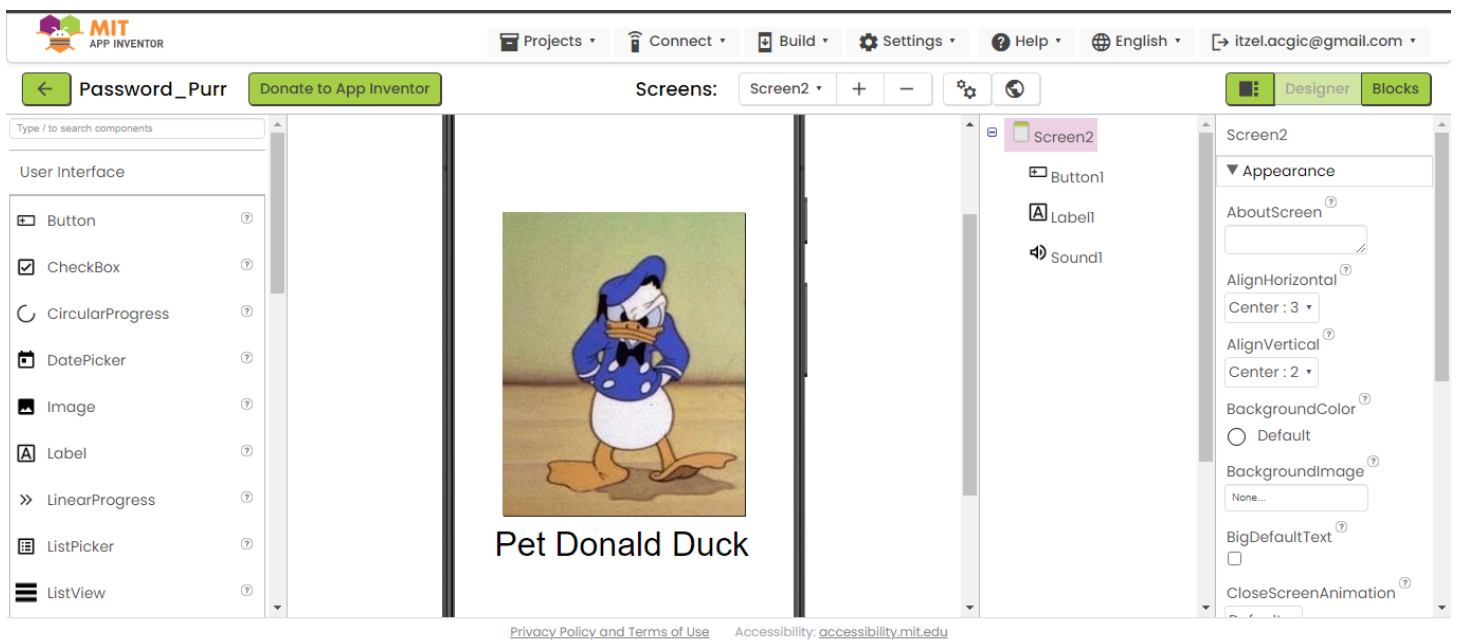 MIT
APP INVENTOR
Projects Connect Build Settings Help English itzel.acgic@gmail.com
Password_Purr Donate to App Inventor Screens: Screen2 + − Designer Blocks
Type / to search components
User Interface
Button ?
CheckBox ?
CircularProgress ?
DatePicker ?
Image ?
A Label ?
LinearProgress ?
ListPicker ?
ListView ?
Pet Donald Duck
Screen2
Button1
A Label1
Sound1
Screen2
Appearance
AboutScreen ?
AlignHorizontal ?
Center : 3
AlignVertical ?
Center : 2
BackgroundColor ?
Default
BackgroundImage ?
None...
BigDefaultText ?
CloseScreenAnimation ?
Privacy Policy and Terms of Use Accessibility: accessibility.mit.edu